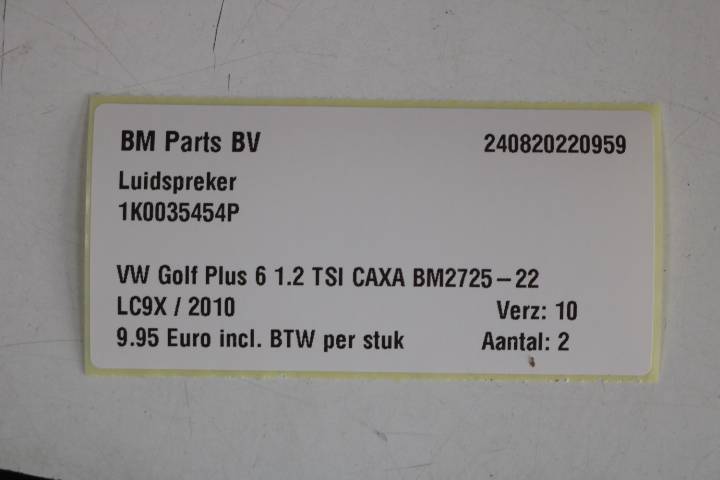 BM Parts BV 240820220959
Luidspreker
1K0035454P
VW Golf Plus 6 1.2 TSI CAXA BM2725-22
LC9X / 2010 Verz: 10
9.95 Euro incl. BTW per stuk Aantal: 2